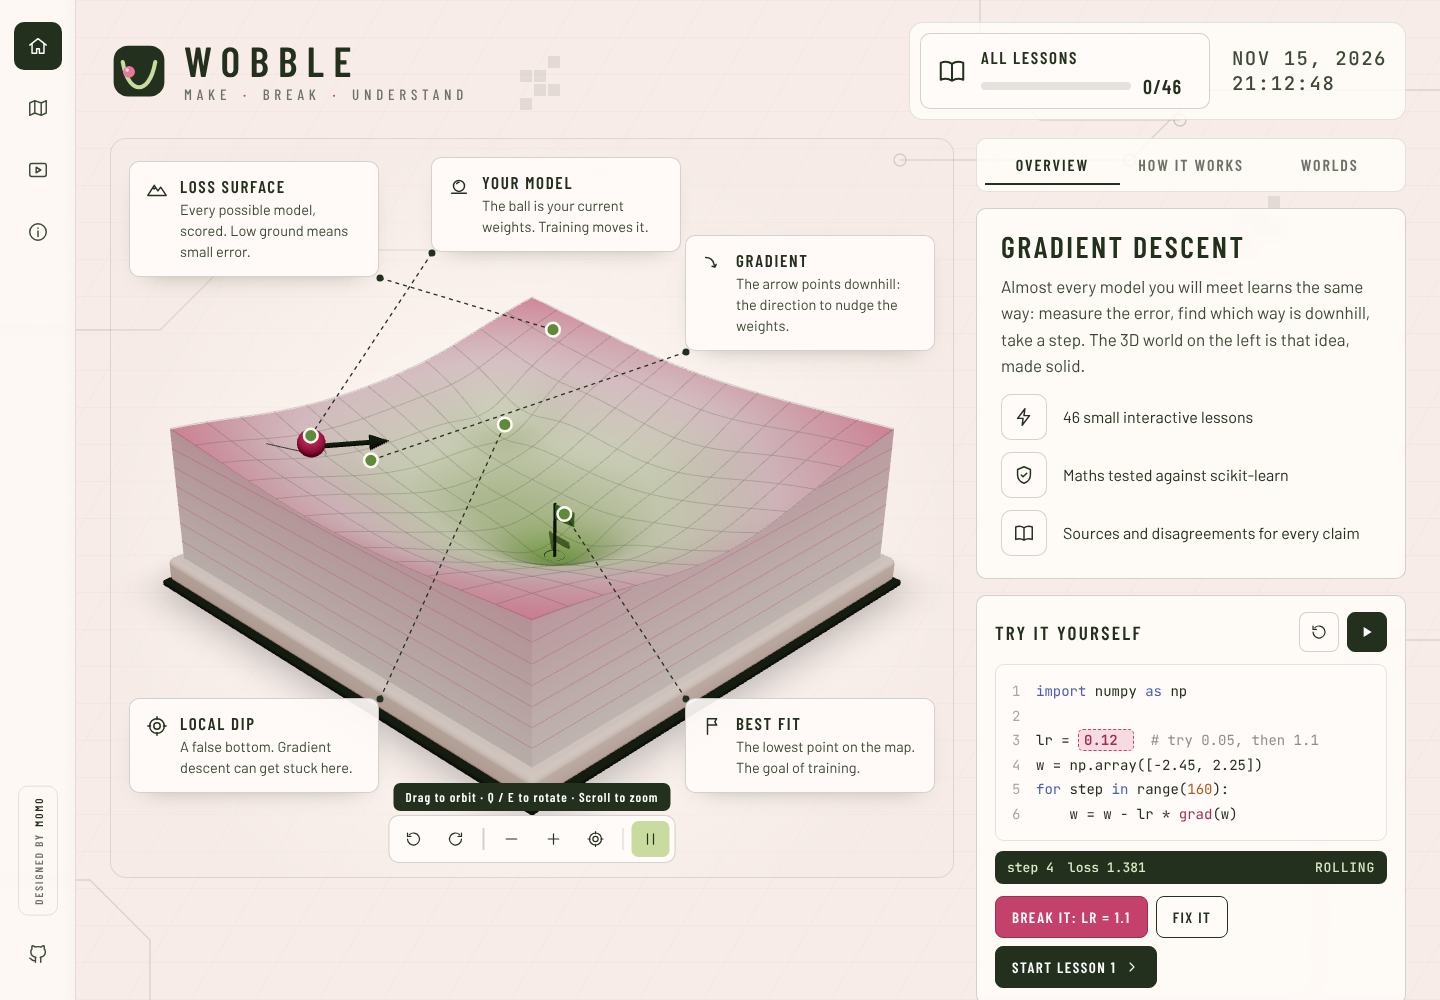 WOBBLE
MAKE · BREAK · UNDERSTAND
ALL LESSONS
0/46
NOV 15, 2026
21:12:48
LOSS SURFACE
Every possible model,
scored. Low ground means
small error.
YOUR MODEL
The ball is your current
weights. Training moves it.
GRADIENT
The arrow points downhill:
the direction to nudge the
weights.
LOCAL DIP
A false bottom. Gradient
descent can get stuck here.
BEST FIT
The lowest point on the map.
The goal of training.
Drag to orbit · Q / E to rotate · Scroll to zoom
OVERVIEW
HOW IT WORKS
WORLDS
GRADIENT DESCENT
Almost every model you will meet learns the same
way: measure the error, find which way is downhill,
take a step. The 3D world on the left is that idea,
made solid.
46 small interactive lessons
Maths tested against scikit-learn
Sources and disagreements for every claim
TRY IT YOURSELF
1 import numpy as np
2
3 lr = 0.12 # try 0.05, then 1.1
4 w = np.array([-2.45, 2.25])
5 for step in range(160):
6     w = w - lr * grad(w)
step 4 loss 1.381 ROLLING
BREAK IT: LR = 1.1
FIX IT
START LESSON 1
DESIGNED BY MOMO